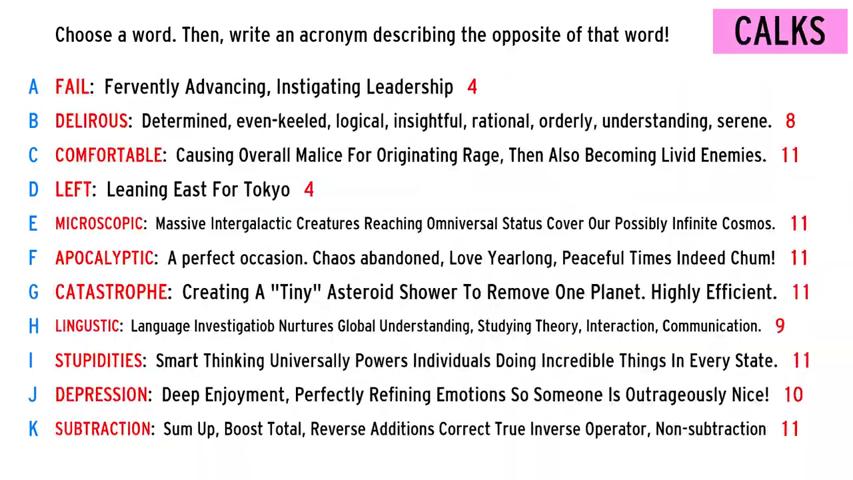 Choose a word. Then, write an acronym describing the opposite of that word!
CALKS
A FAIL: Fervently Advancing, Instigating Leadership 4
B DELIROUS: Determined, even-keeled, logical, insightful, rational, orderly, understanding, serene. 8
C COMFORTABLE: Causing Overall Malice For Originating Rage, Then Also Becoming Livid Enemies. 11
D LEFT: Leaning East For Tokyo 4
E MICROSCOPIC: Massive Intergalactic Creatures Reaching Omniversal Status Cover Our Possibly Infinite Cosmos. 11
F APOCALYPTIC: A perfect occasion. Chaos abandoned, Love Yearlong, Peaceful Times Indeed Chum! 11
G CATASTROPHE: Creating A "Tiny" Asteroid Shower To Remove One Planet. Highly Efficient. 11
H LINGUSTIC: Language Investigatiob Nurtures Global Understanding, Studying Theory, Interaction, Communication. 9
I STUPIDITIES: Smart Thinking Universally Powers Individuals Doing Incredible Things In Every State. 11
J DEPRESSION: Deep Enjoyment, Perfectly Refining Emotions So Someone Is Outrageously Nice! 10
K SUBTRACTION: Sum Up, Boost Total, Reverse Additions Correct True Inverse Operator, Non-subtraction 11